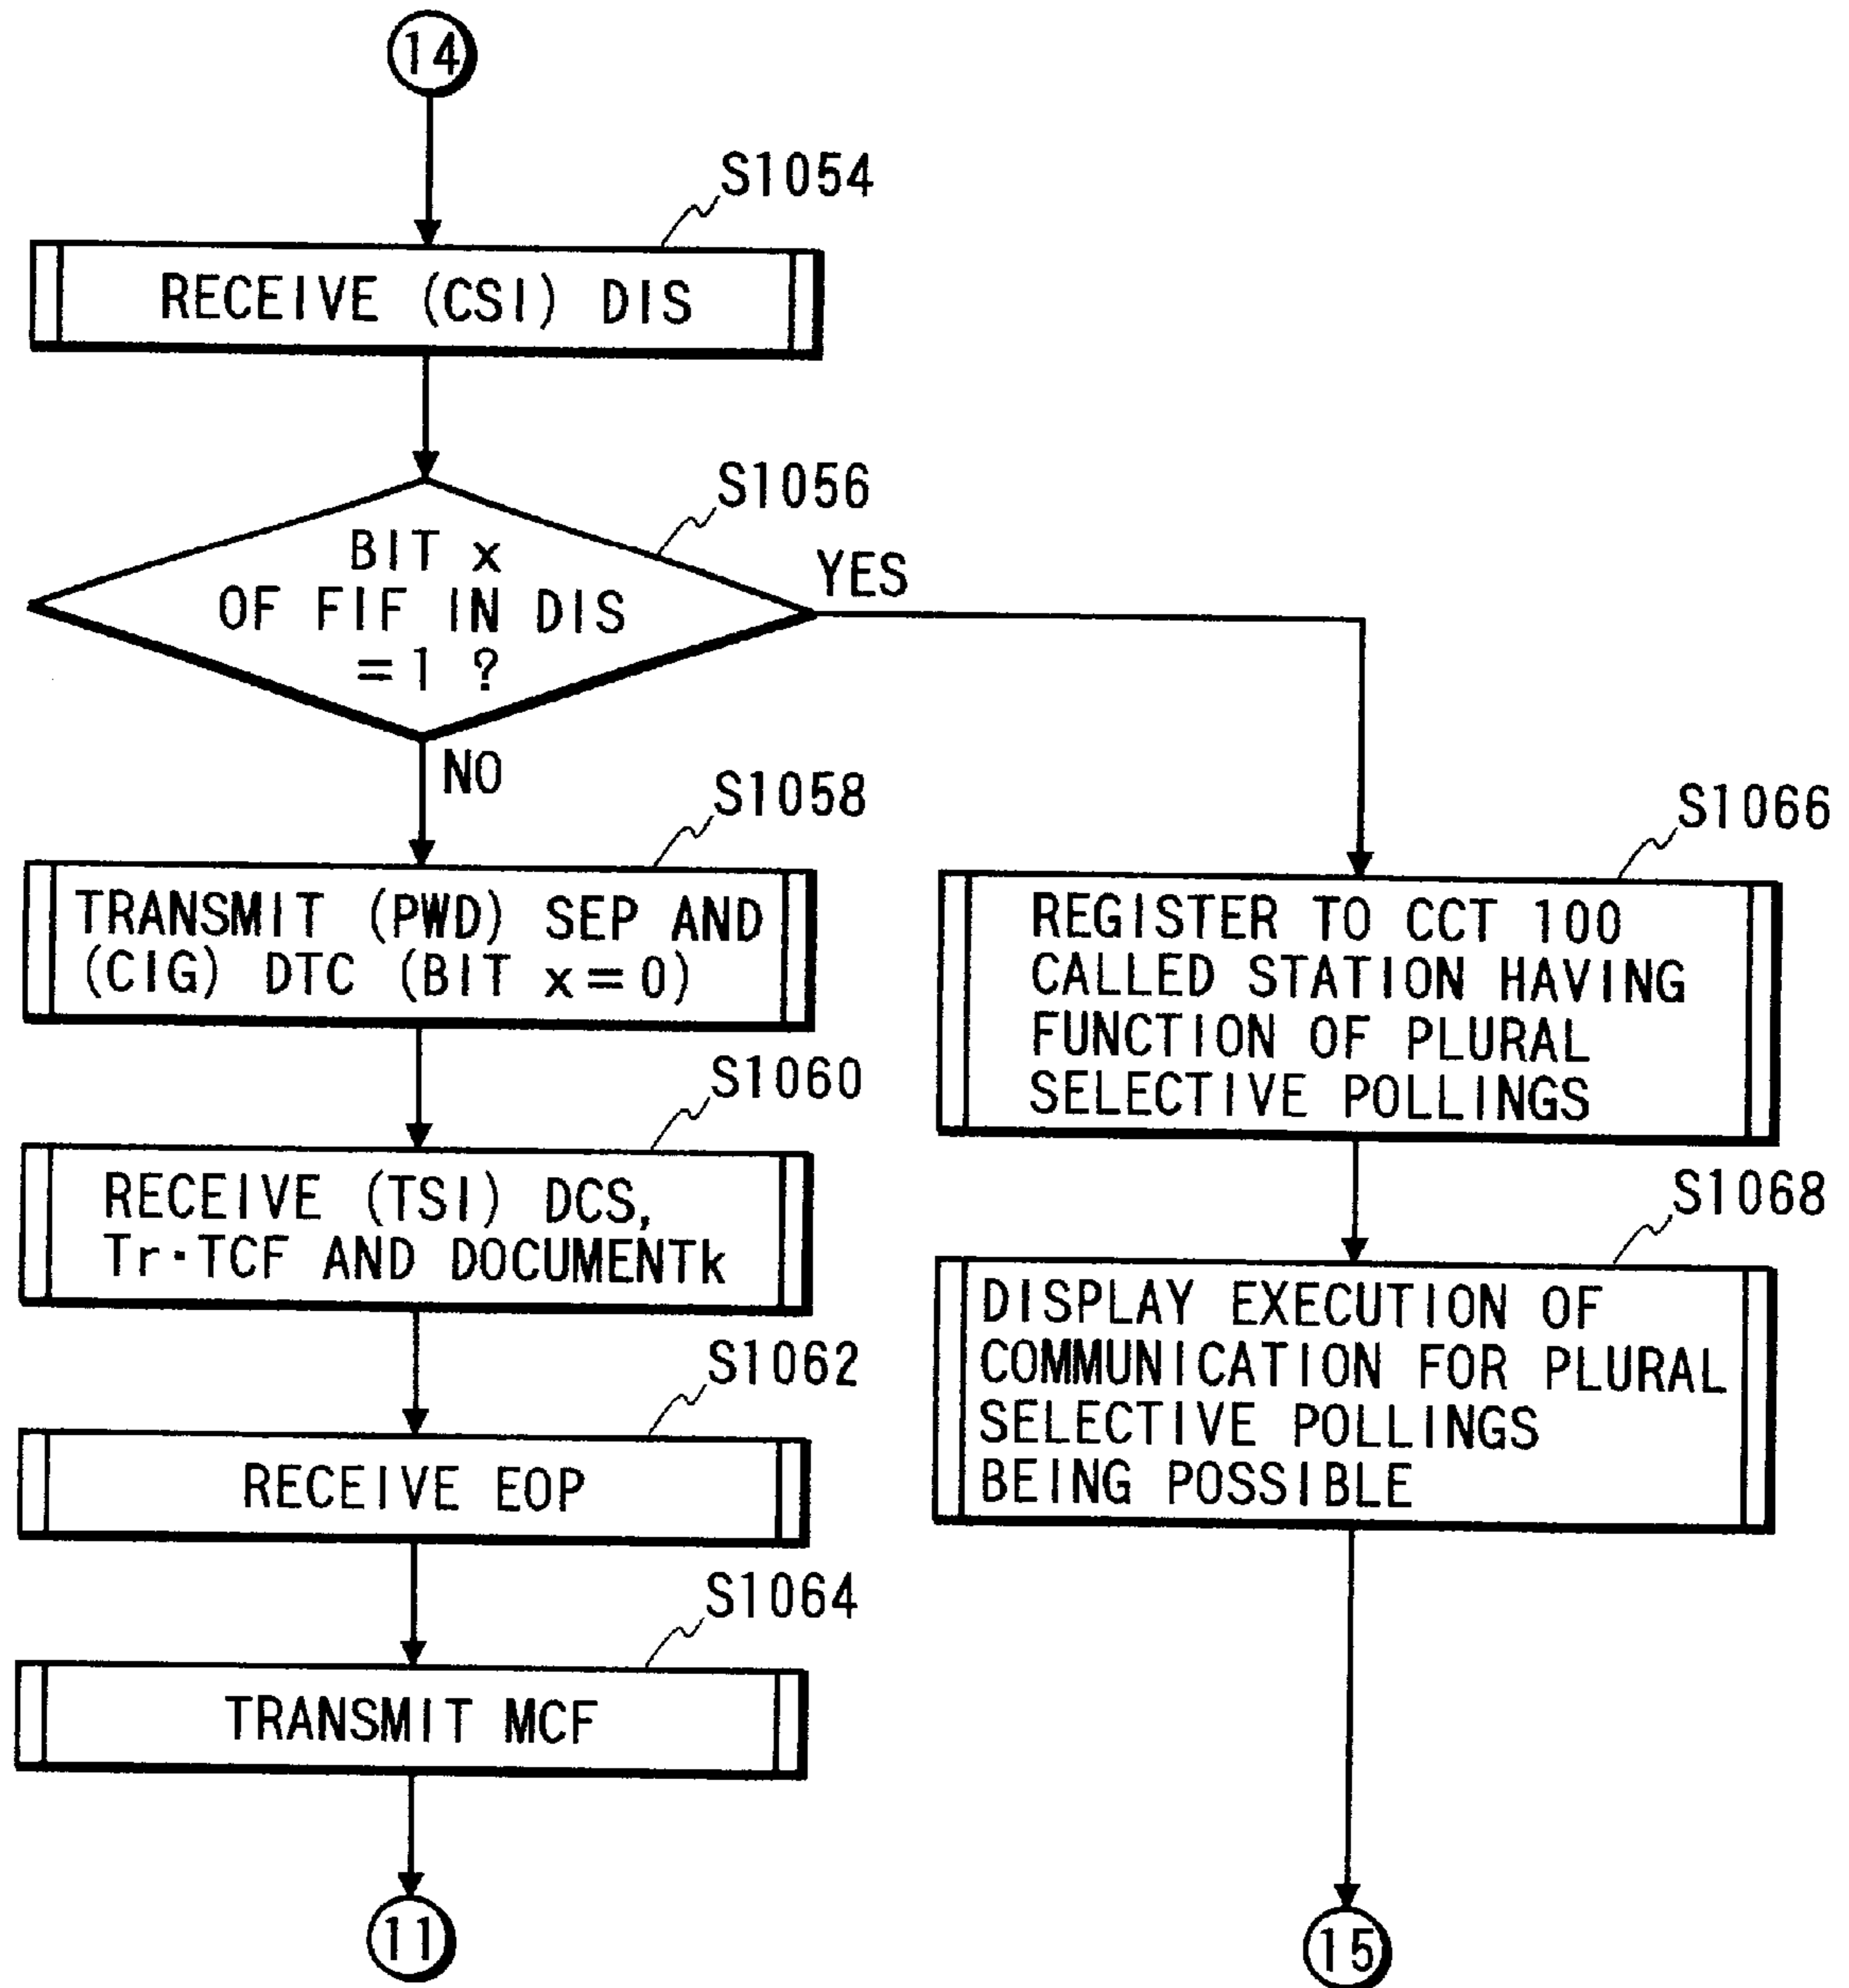 14
S1054
RECEIVE (CSI) DIS
S1056
BIT x
OF FIF IN DIS
=1 ?
YES
NO
S1058
TRANSMIT (PWD) SEP AND
(CIG) DTC (BIT x=0)
S1060
RECEIVE (TSI) DCS,
Tr·TCF AND DOCUMENTk
S1062
RECEIVE EOP
S1064
TRANSMIT MCF
11
S1066
REGISTER TO CCT 100
CALLED STATION HAVING
FUNCTION OF PLURAL
SELECTIVE POLLINGS
S1068
DISPLAY EXECUTION OF
COMMUNICATION FOR PLURAL
SELECTIVE POLLINGS
BEING POSSIBLE
15